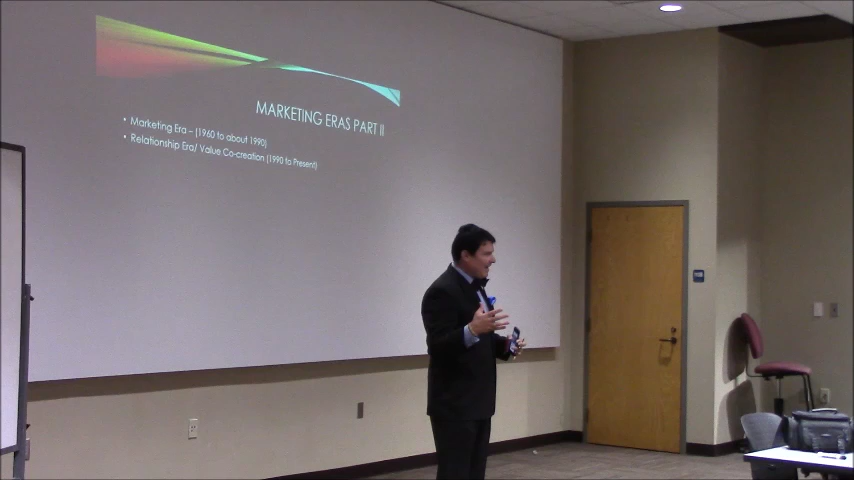 MARKETING ERAS PART II
• Marketing Era – (1960 to about 1990)
• Relationship Era/ Value Co-creation (1990 to Present)